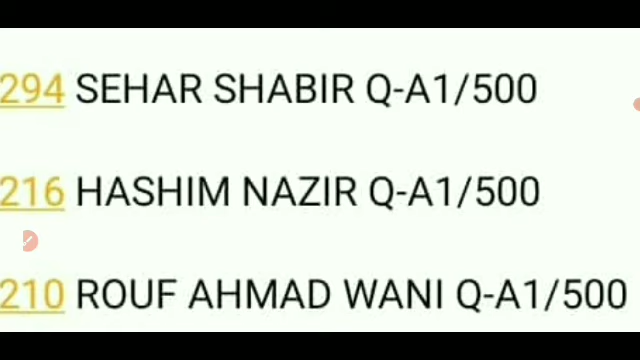 294 SEHAR SHABIR Q-A1/500
216 HASHIM NAZIR Q-A1/500
210 ROUF AHMAD WANI Q-A1/500